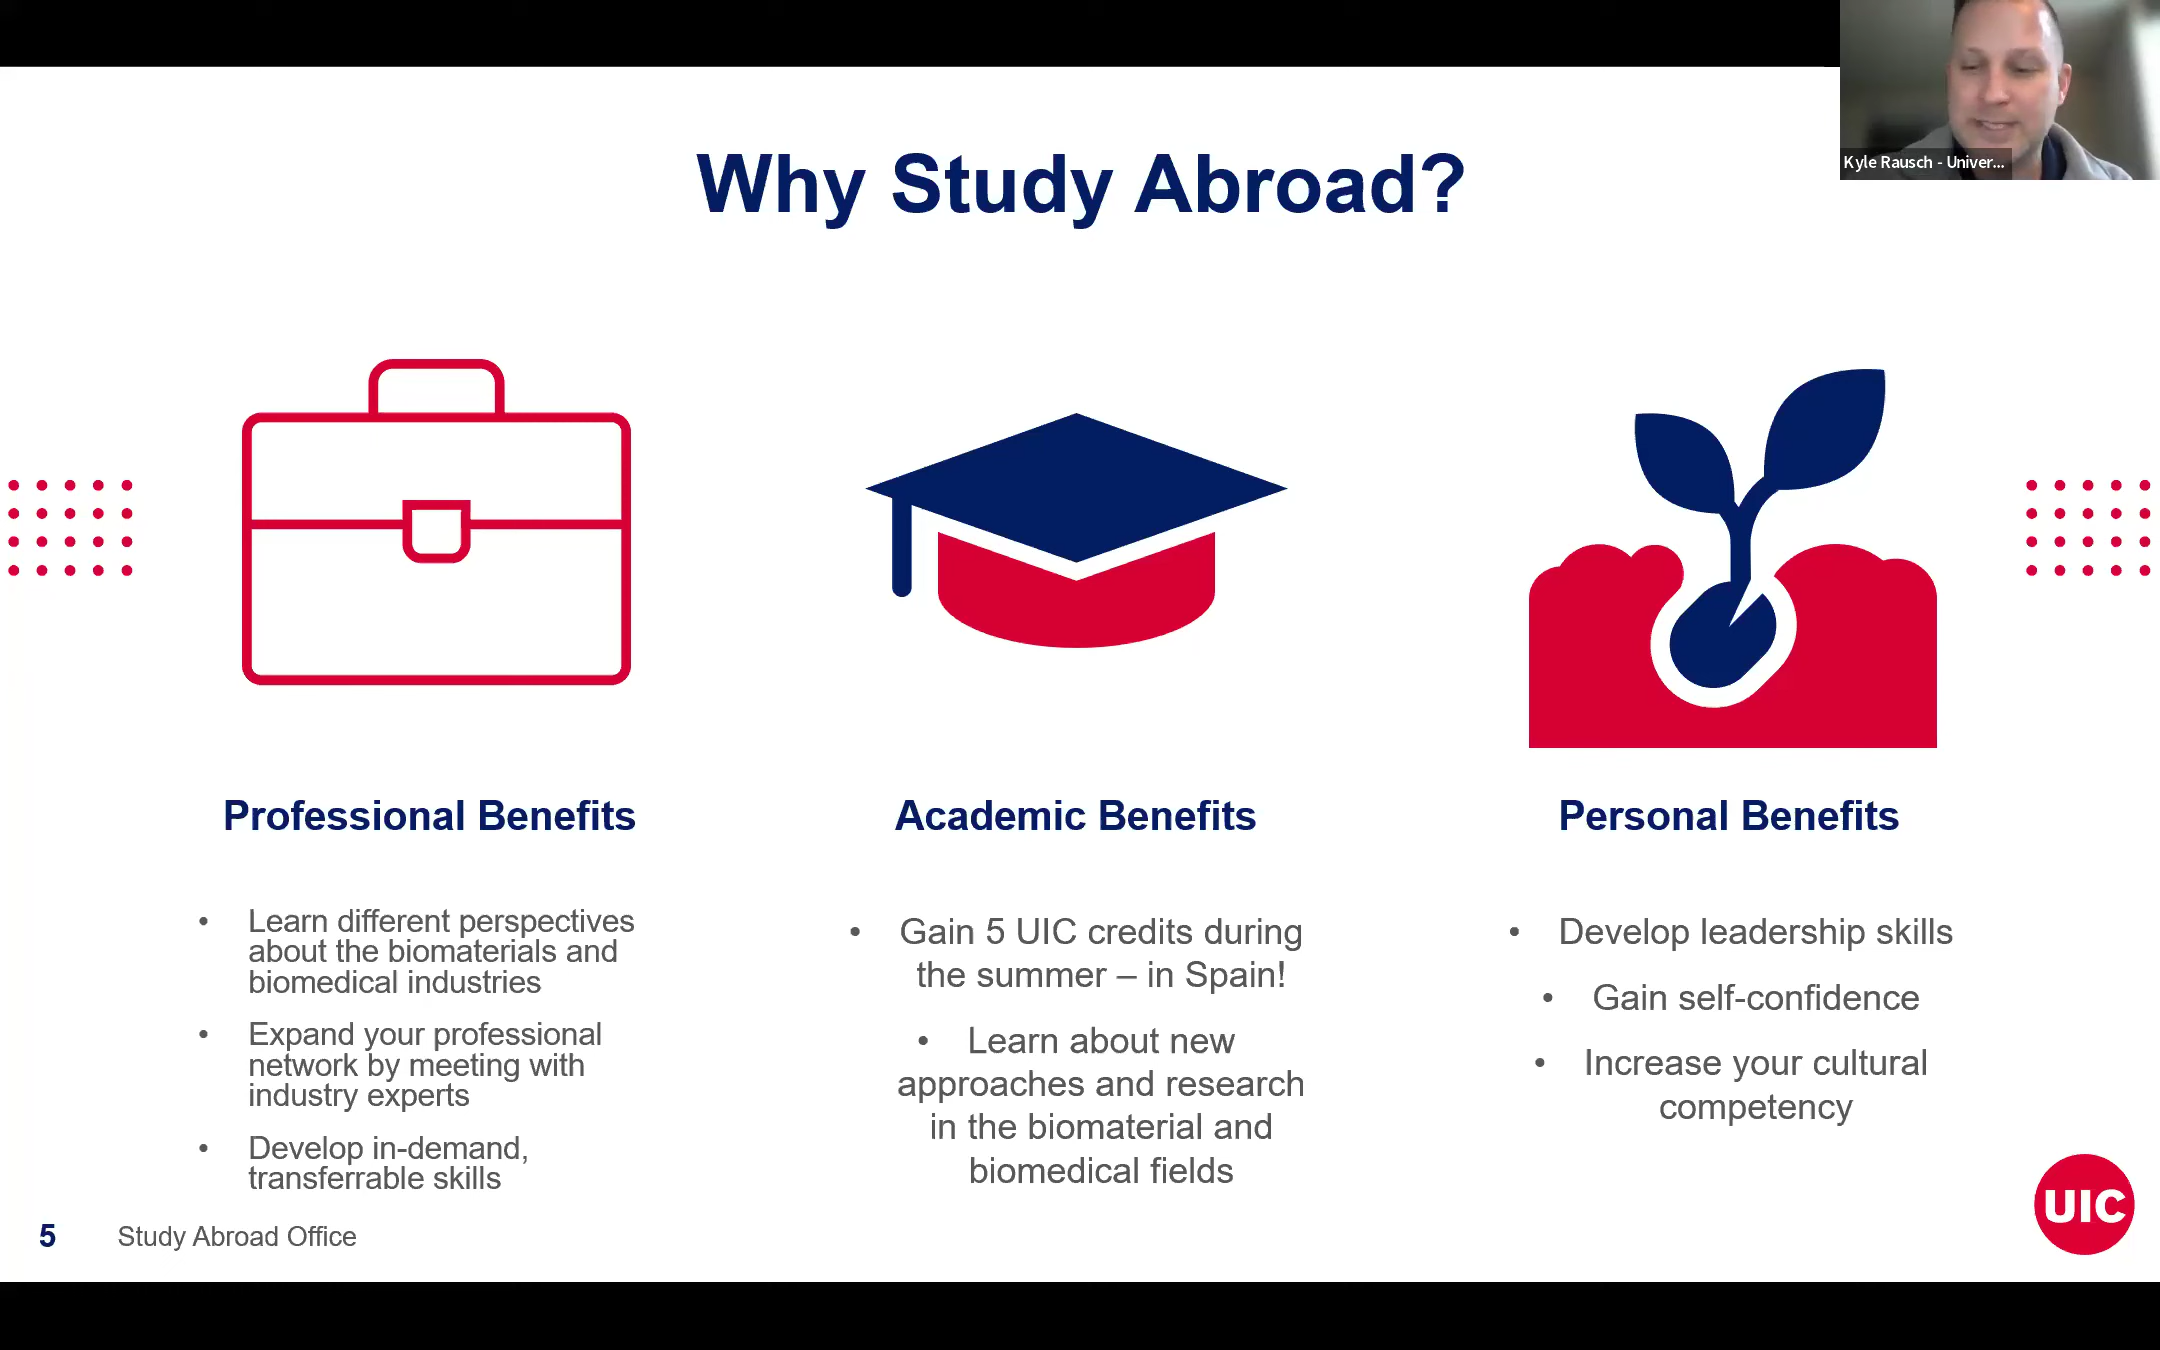 Kyle Rausch - Univer...
Why Study Abroad?
Professional Benefits
• Learn different perspectives
about the biomaterials and
biomedical industries
• Expand your professional
network by meeting with
industry experts
• Develop in-demand,
transferrable skills
Academic Benefits
• Gain 5 UIC credits during
the summer – in Spain!
• Learn about new
approaches and research
in the biomaterial and
biomedical fields
Personal Benefits
• Develop leadership skills
• Gain self-confidence
• Increase your cultural
competency
5 Study Abroad Office
UIC